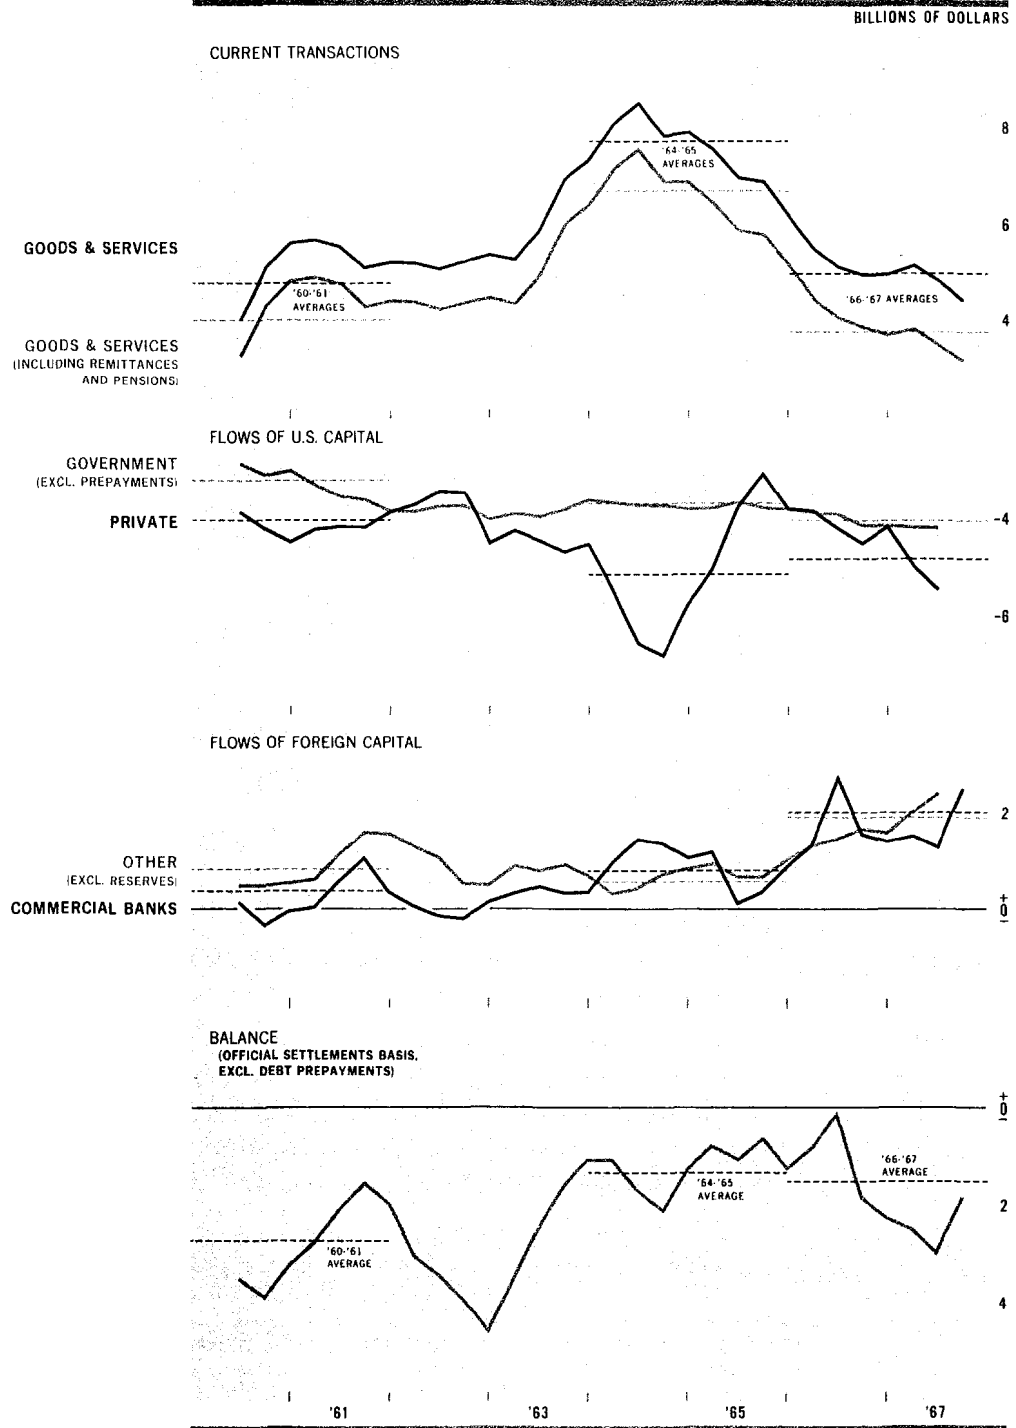 BILLIONS OF DOLLARS
CURRENT TRANSACTIONS
8
'64-'65
AVERAGES
6
GOODS & SERVICES
'60-'61
AVERAGES
'66-'67 AVERAGES
4
GOODS & SERVICES
(INCLUDING REMITTANCES
AND PENSIONS)
FLOWS OF U.S. CAPITAL
GOVERNMENT
(EXCL. PREPAYMENTS)
PRIVATE
-4
-6
FLOWS OF FOREIGN CAPITAL
2
OTHER
(EXCL. RESERVES)
COMMERCIAL BANKS
+
0
-
BALANCE
(OFFICIAL SETTLEMENTS BASIS,
EXCL. DEBT PREPAYMENTS)
+
0
-
'66-'67
AVERAGE
'64-'65
AVERAGE
2
'60-'61
AVERAGE
4
'61 '63 '65 '67